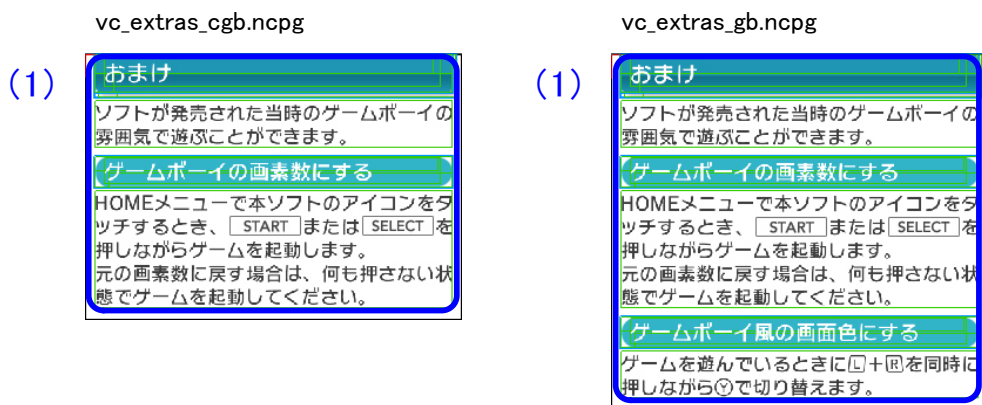 vc_extras_cgb.ncpg
(1)
おまけ
ソフトが発売された当時のゲームボーイの
雰囲気で遊ぶことができます。
ゲームボーイの画素数にする
HOMEメニューで本ソフトのアイコンをタ
ッチするとき、 START または SELECT を
押しながらゲームを起動します。
元の画素数に戻す場合は、何も押さない状
態でゲームを起動してください。
vc_extras_gb.ncpg
(1)
おまけ
ソフトが発売された当時のゲームボーイの
雰囲気で遊ぶことができます。
ゲームボーイの画素数にする
HOMEメニューで本ソフトのアイコンをタ
ッチするとき、 START または SELECT を
押しながらゲームを起動します。
元の画素数に戻す場合は、何も押さない状
態でゲームを起動してください。
ゲームボーイ風の画面色にする
ゲームを遊んでいるときにL+Rを同時に
押しながらⓎで切り替えます。